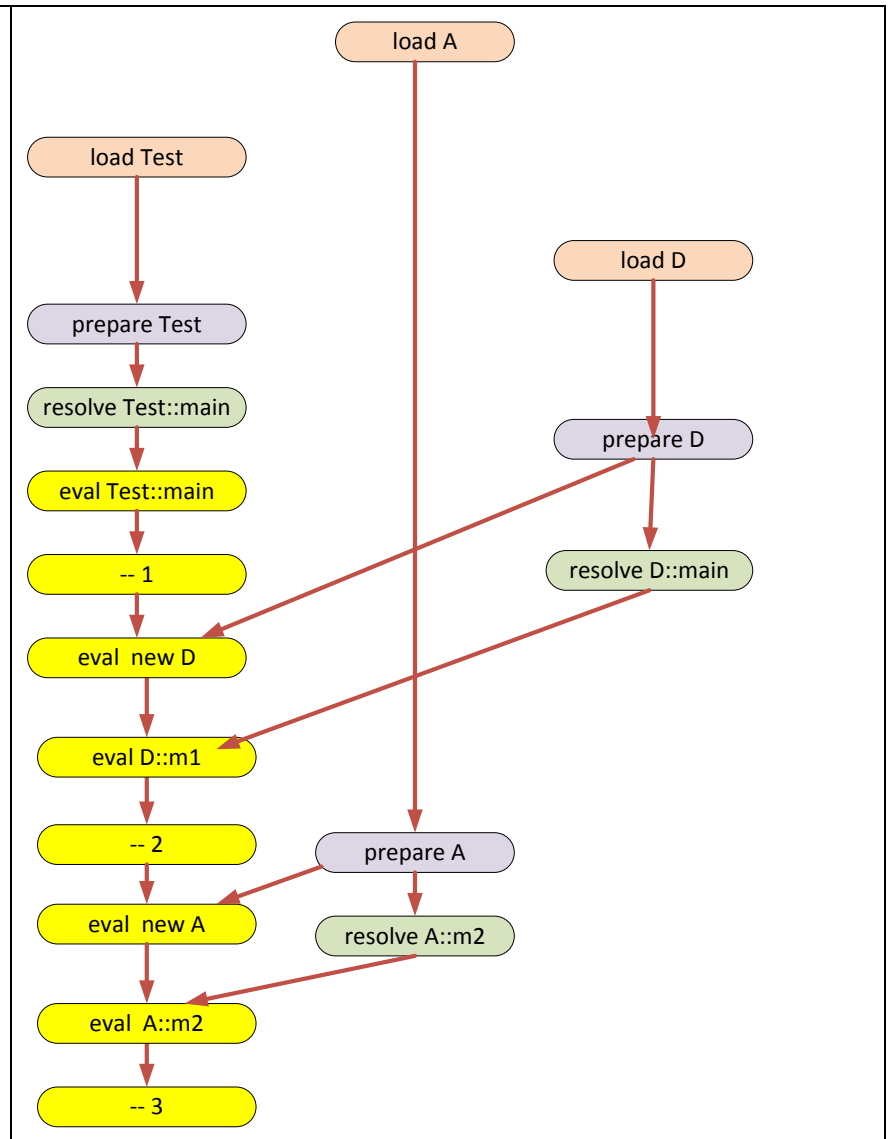 load A
load Test
load D
prepare Test
resolve Test::main
prepare D
eval Test::main
-- 1
resolve D::main
eval new D
eval D::m1
-- 2
prepare A
eval new A
resolve A::m2
eval A::m2
-- 3